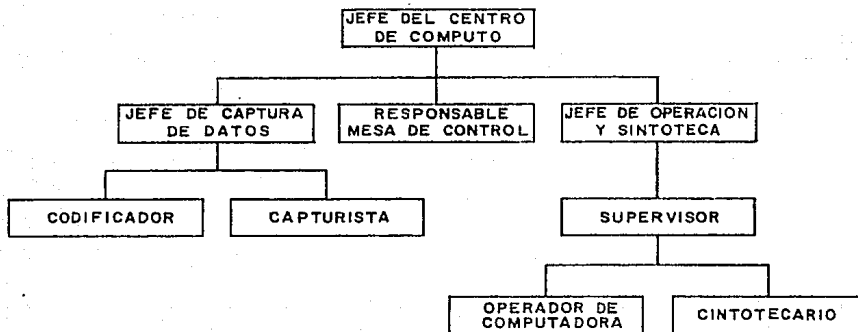 JEFE DEL CENTRO
DE COMPUTO
JEFE DE CAPTURA
DE DATOS
RESPONSABLE
MESA DE CONTROL
JEFE DE OPERACION
Y SINTOTECA
CODIFICADOR
CAPTURISTA
SUPERVISOR
OPERADOR DE
COMPUTADORA
CINTOTECARIO